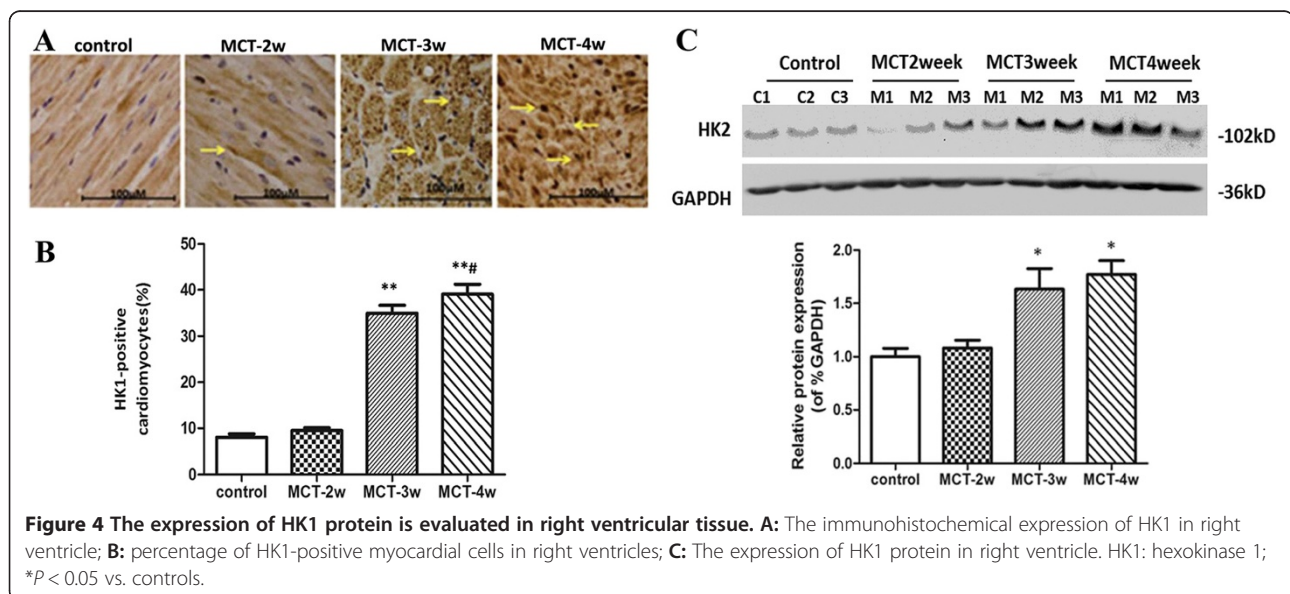 A
control
MCT-2w
MCT-3w
MCT-4w
100μM
100μM
100μM
100μM
B
HK1-positive
cardiomyocytes(%)
50
40
30
20
10
0
**
**#
control
MCT-2w
MCT-3w
MCT-4w
C
Control
MCT2week
MCT3week
MCT4week
C1 C2 C3 M1 M2 M3 M1 M2 M3 M1 M2 M3
HK2
-102kD
GAPDH
-36kD
Relative protein expression
(of %GAPDH)
2.0
1.5
1.0
0.5
0.0
*
*
control
MCT-2w
MCT-3w
MCT-4w
Figure 4 The expression of HK1 protein is evaluated in right ventricular tissue. A: The immunohistochemical expression of HK1 in right
ventricle; B: percentage of HK1-positive myocardial cells in right ventricles; C: The expression of HK1 protein in right ventricle. HK1: hexokinase 1;
*P < 0.05 vs. controls.